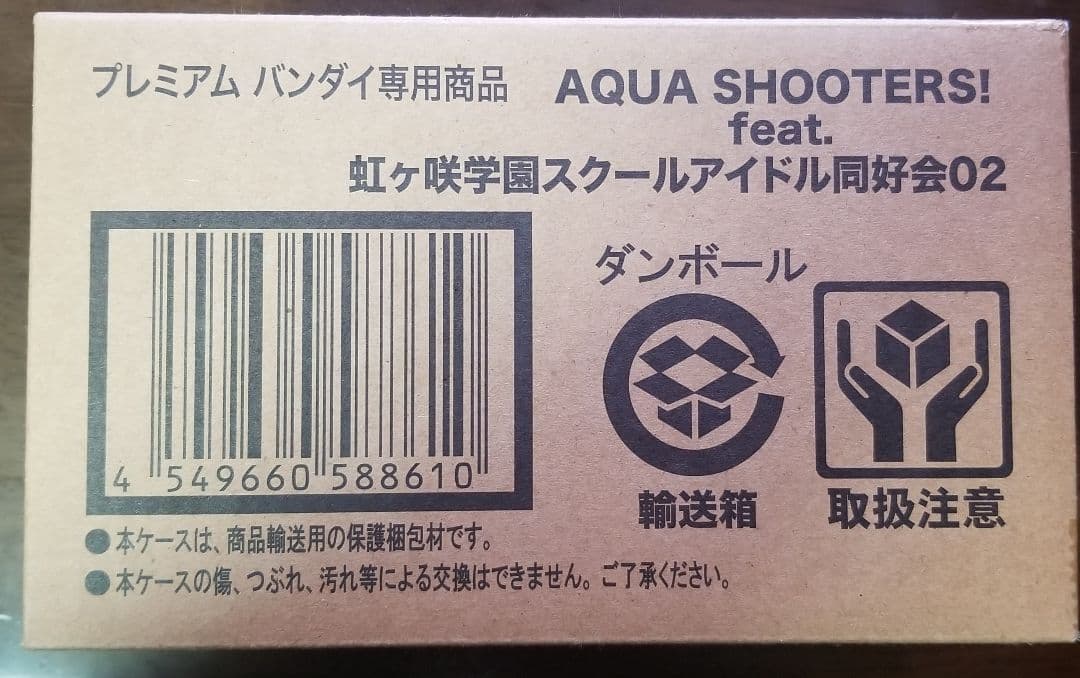 プレミアム バンダイ専用商品
AQUA SHOOTERS!
feat.
虹ヶ咲学園スクールアイドル同好会02
ダンボール
4 549660 588610
輸送箱
取扱注意
●本ケースは、商品輸送用の保護梱包材です。
●本ケースの傷、つぶれ、汚れ等による交換はできません。ご了承ください。